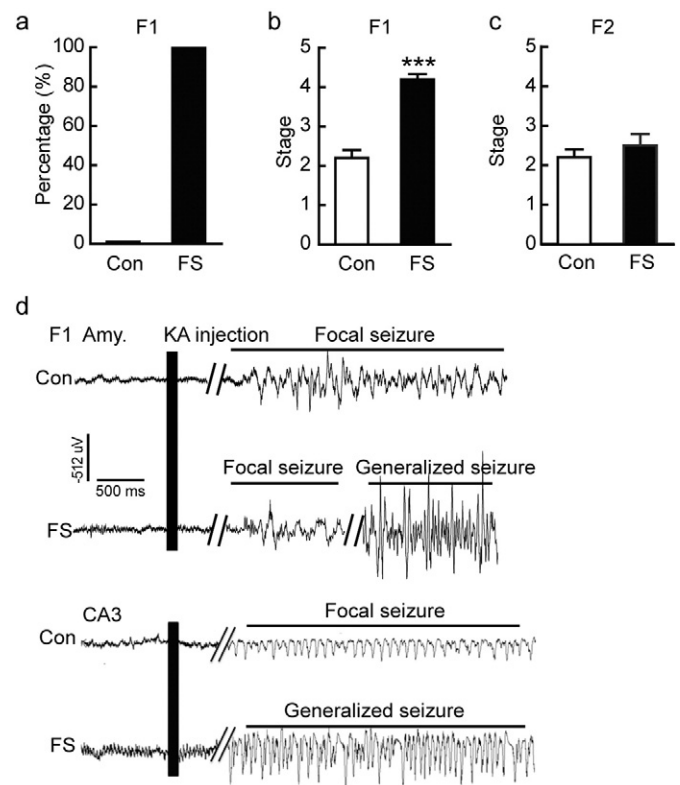 a
F1
Percentage (%)
100
80
60
40
20
0
Con FS
b
F1
Stage
5
4
3
2
1
0
***
Con FS
c
F2
Stage
5
4
3
2
1
0
Con FS
d
F1 Amy. KA injection Focal seizure
Con
-512 uV
500 ms
Focal seizure Generalized seizure
FS
CA3
Focal seizure
Con
Generalized seizure
FS